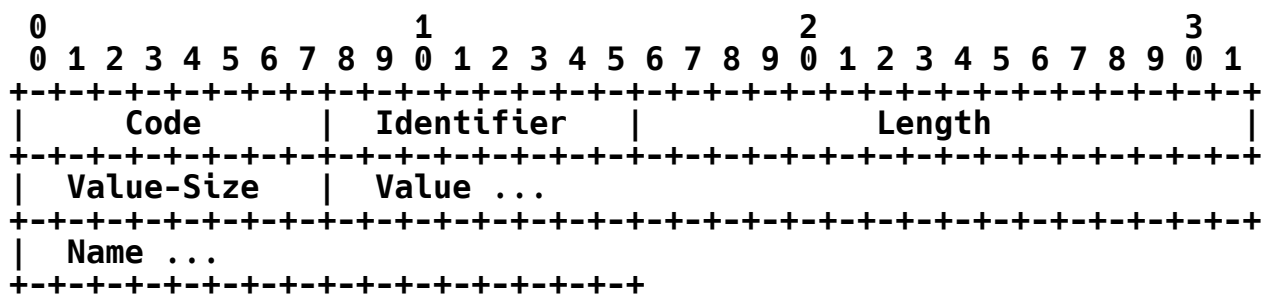 0                   1                   2                   3
 0 1 2 3 4 5 6 7 8 9 0 1 2 3 4 5 6 7 8 9 0 1 2 3 4 5 6 7 8 9 0 1
+-+-+-+-+-+-+-+-+-+-+-+-+-+-+-+-+-+-+-+-+-+-+-+-+-+-+-+-+-+-+-+-+
|     Code      |  Identifier   |            Length             |
+-+-+-+-+-+-+-+-+-+-+-+-+-+-+-+-+-+-+-+-+-+-+-+-+-+-+-+-+-+-+-+-+
|  Value-Size   |  Value ...
+-+-+-+-+-+-+-+-+-+-+-+-+-+-+-+-+-+-+-+-+-+-+-+-+-+-+-+-+-+-+-+-+
|  Name ...
+-+-+-+-+-+-+-+-+-+-+-+-+-+-+-+-+